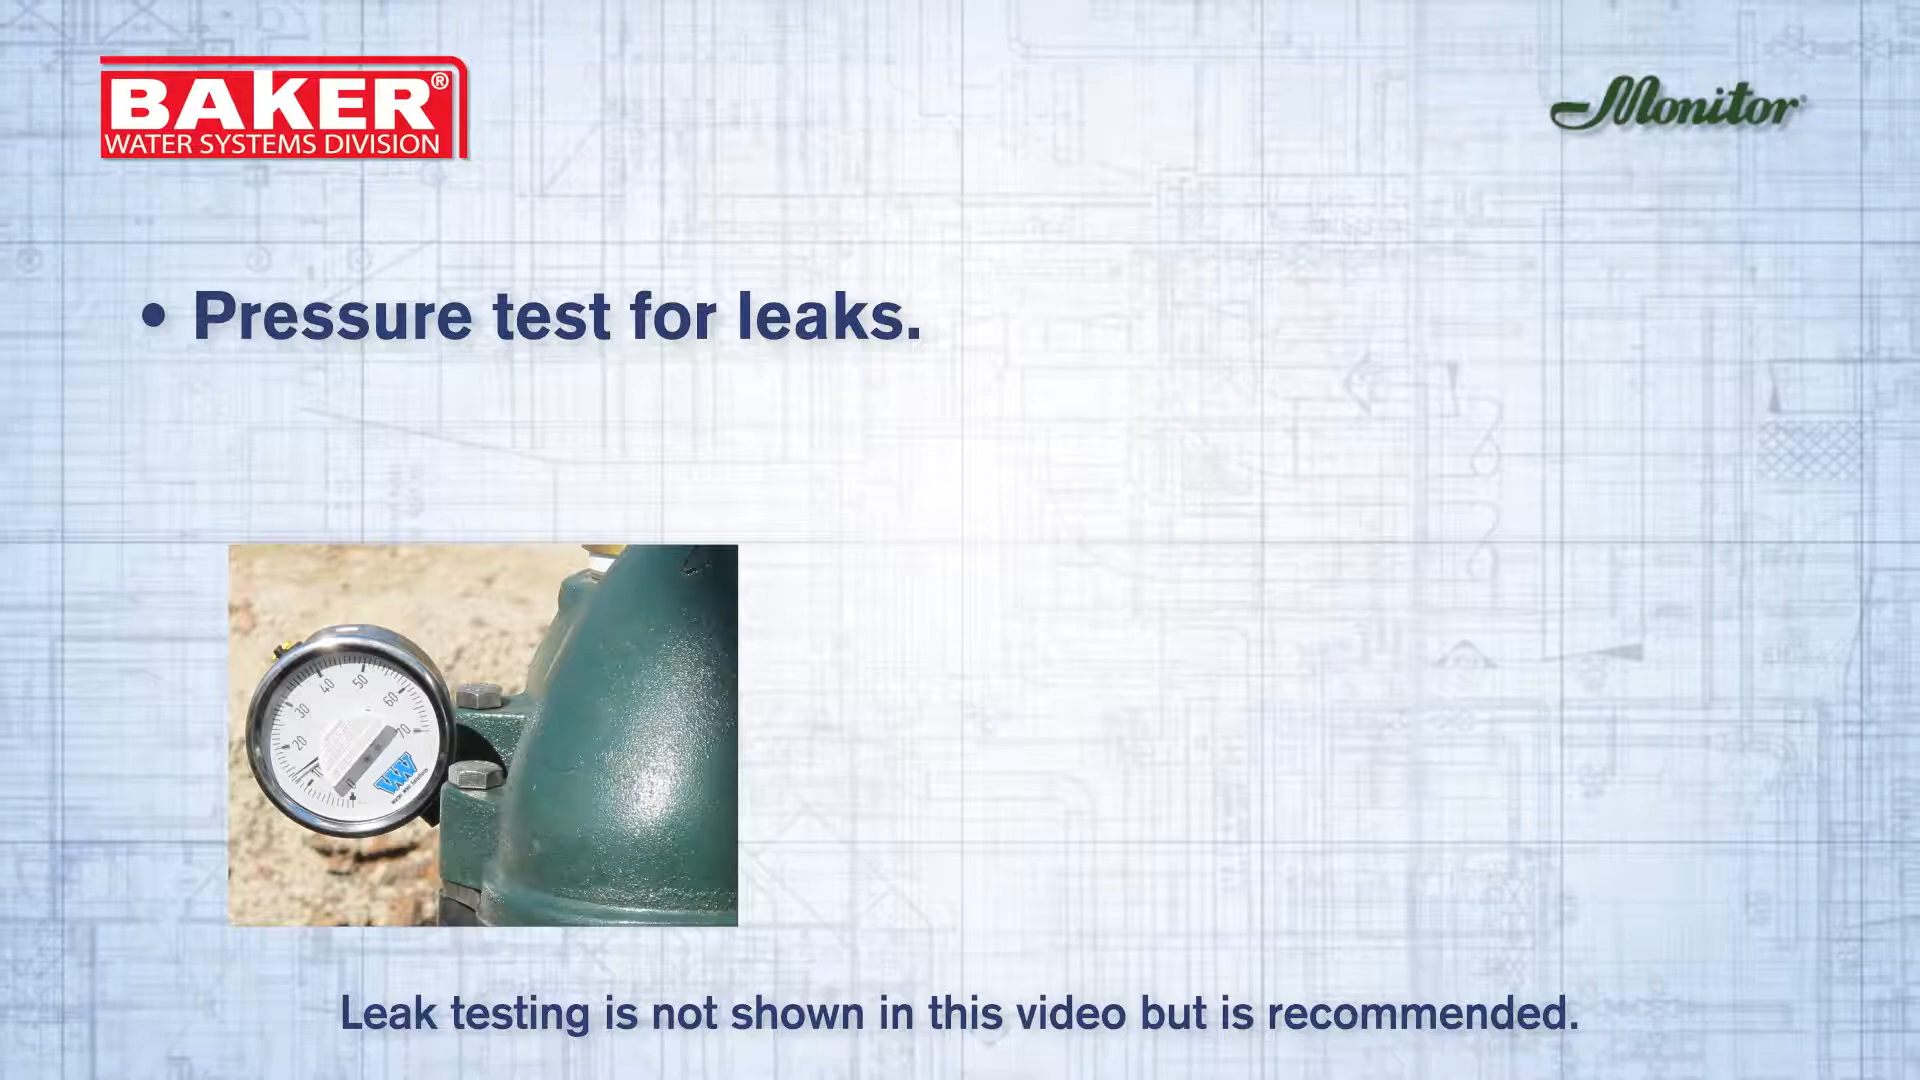 BAKER®
WATER SYSTEMS DIVISION
Monitor
• Pressure test for leaks.
40
50
30
60
20
70
0
Leak testing is not shown in this video but is recommended.